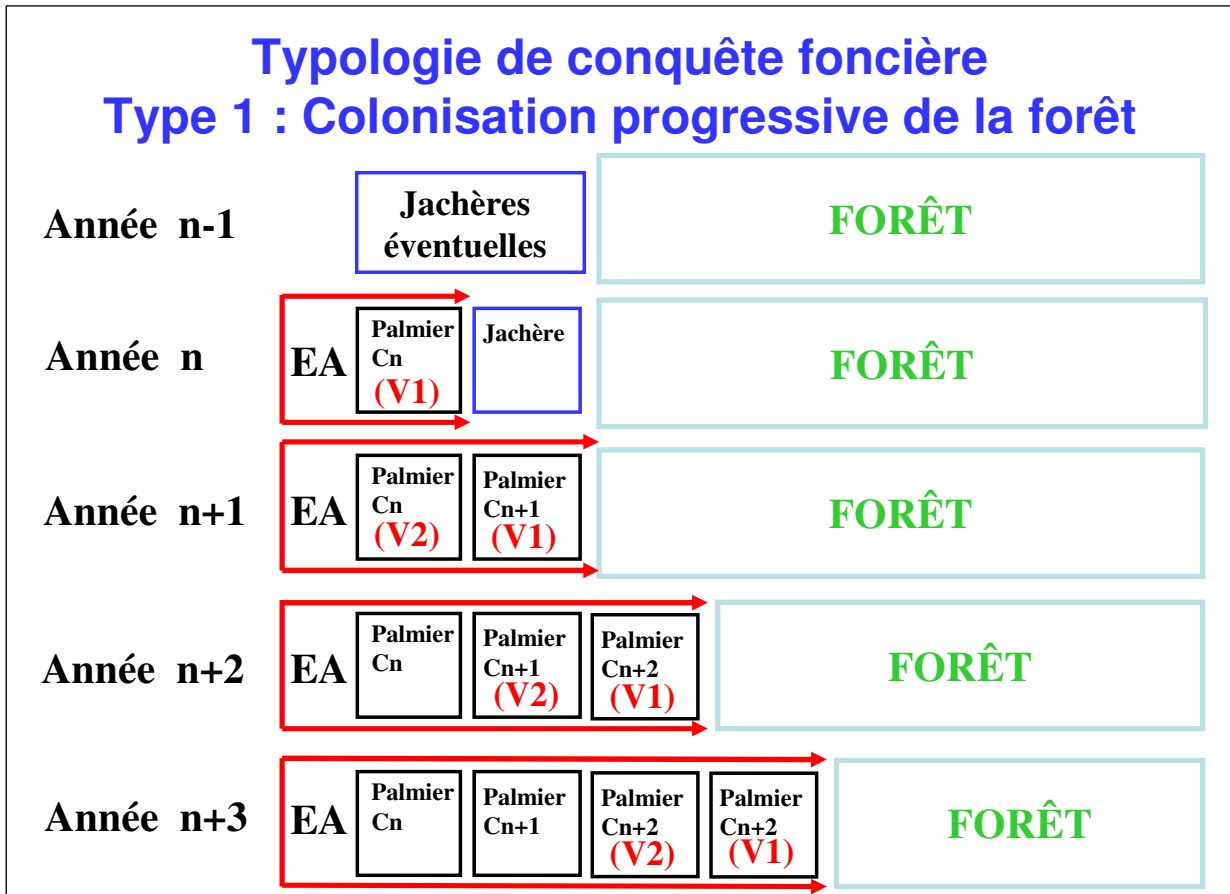 Typologie de conquête foncière
Type 1 : Colonisation progressive de la forêt
Année n-1
Jachères
éventuelles
FORÊT
Année n
EA
Palmier
Cn
(V1)
Jachère
FORÊT
Année n+1
EA
Palmier
Cn
(V2)
Palmier
Cn+1
(V1)
FORÊT
Année n+2
EA
Palmier
Cn
Palmier
Cn+1
(V2)
Palmier
Cn+2
(V1)
FORÊT
Année n+3
EA
Palmier
Cn
Palmier
Cn+1
Palmier
Cn+2
(V2)
Palmier
Cn+2
(V1)
FORÊT